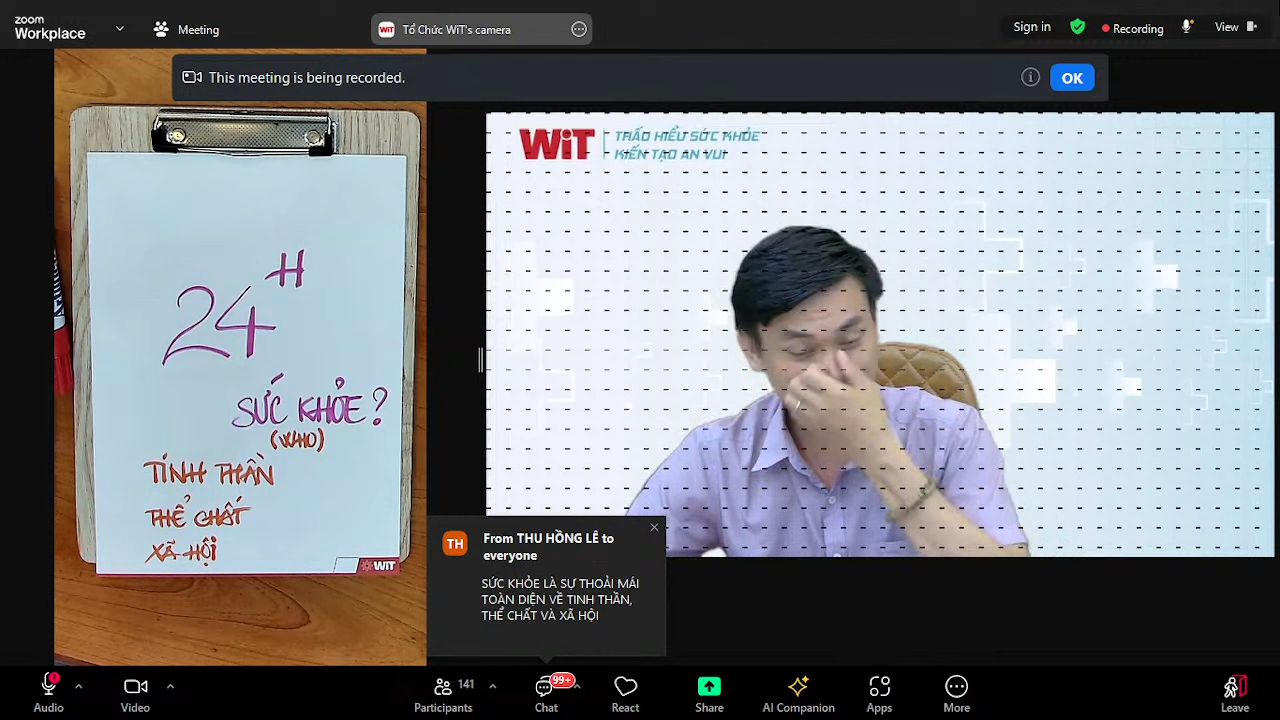 zoom
Workplace
Meeting
WiT
Tổ Chức WiT's camera
Sign in
Recording
View
This meeting is being recorded.
OK
24H
SỨC KHỎE?
(WHO)
TINH THẦN
THỂ CHẤT
XÃ HỘI
WiT
WiT
THẤU HIỂU SỨC KHỎE
KIẾN TẠO AN VUI
TH
From THU HỒNG LÊ to
everyone
SỨC KHỎE LÀ SỰ THOẢI MÁI
TOÀN DIỆN VỀ TINH THẦN,
THỂ CHẤT VÀ XÃ HỘI
Audio
Video
141
Participants
99+
Chat
React
Share
AI Companion
Apps
More
Leave